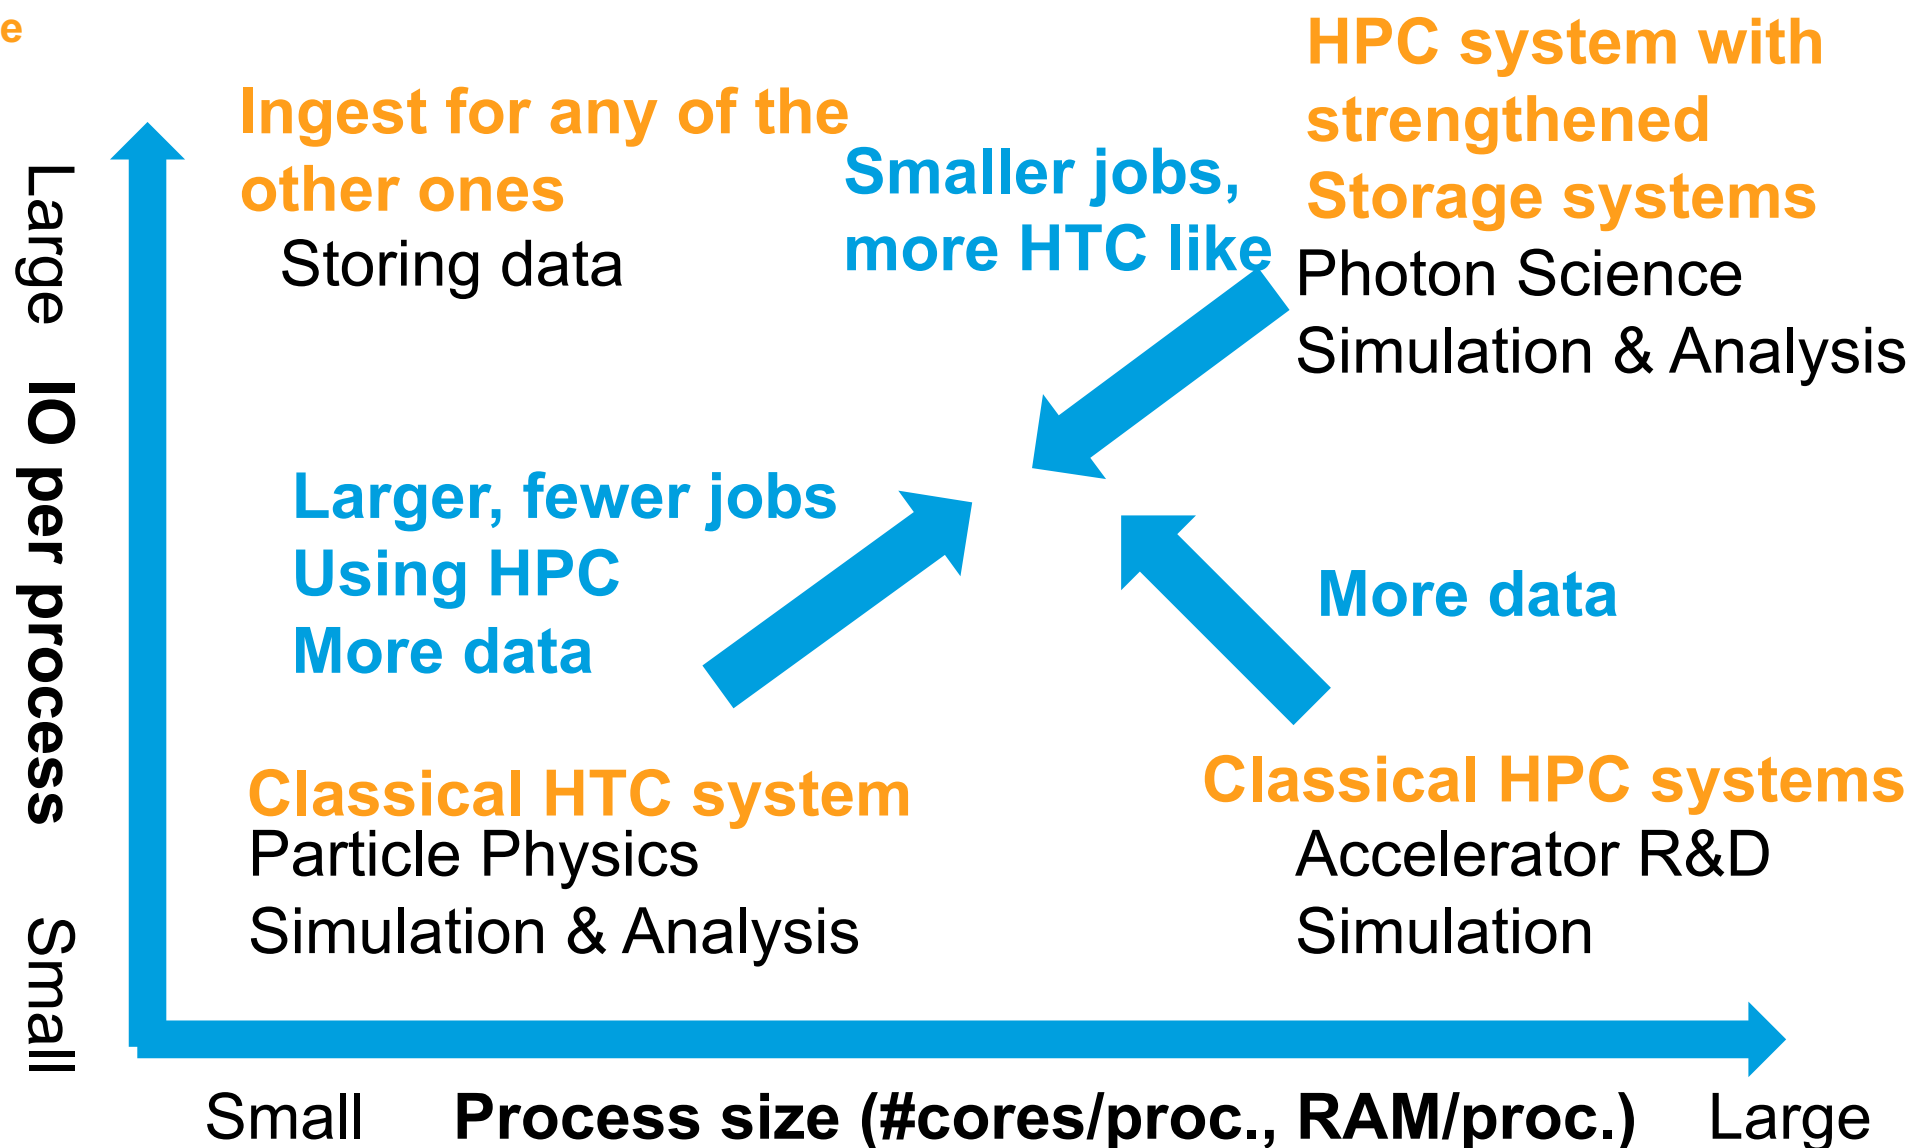 e
HPC system with
strengthened
Storage systems
Photon Science
Simulation & Analysis
Ingest for any of the
other ones
Storing data
Smaller jobs,
more HTC like
Larger, fewer jobs
Using HPC
More data
More data
Classical HTC system
Particle Physics
Simulation & Analysis
Classical HPC systems
Accelerator R&D
Simulation
Large IO per process Small
Small Process size (#cores/proc., RAM/proc.) Large